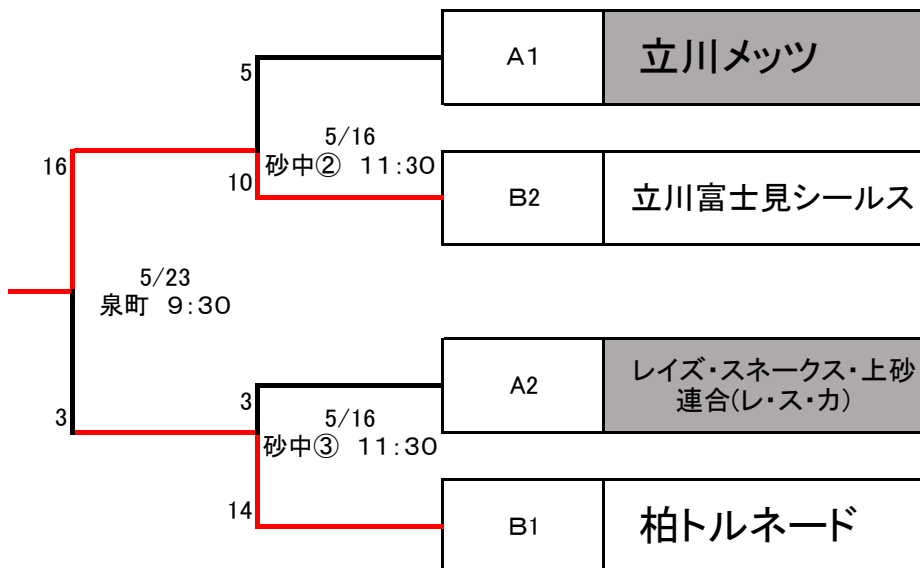 A1
立川メッツ
5
5/16
砂中② 11:30
16
10
B2
立川富士見シールス
5/23
泉町 9:30
A2
レイズ・スネークス・上砂
連合(レ・ス・カ)
3
5/16
砂中③ 11:30
3
14
B1
柏トルネード